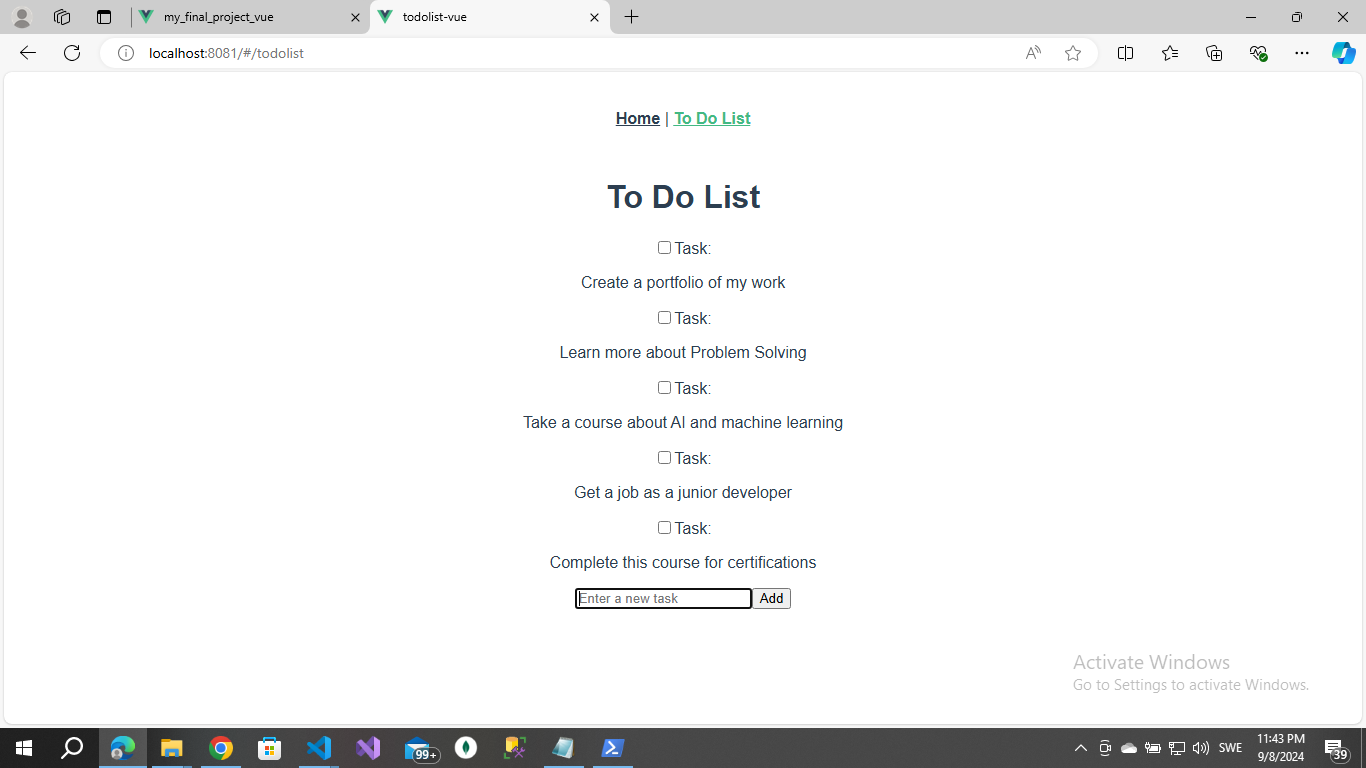 my_final_project_vue
todolist-vue
localhost:8081/#/todolist
Home | To Do List
To Do List
Task:
Create a portfolio of my work
Task:
Learn more about Problem Solving
Task:
Take a course about AI and machine learning
Task:
Get a job as a junior developer
Task:
Complete this course for certifications
Enter a new task Add
Activate Windows
Go to Settings to activate Windows.
99+
SWE
11:43 PM
9/8/2024
39